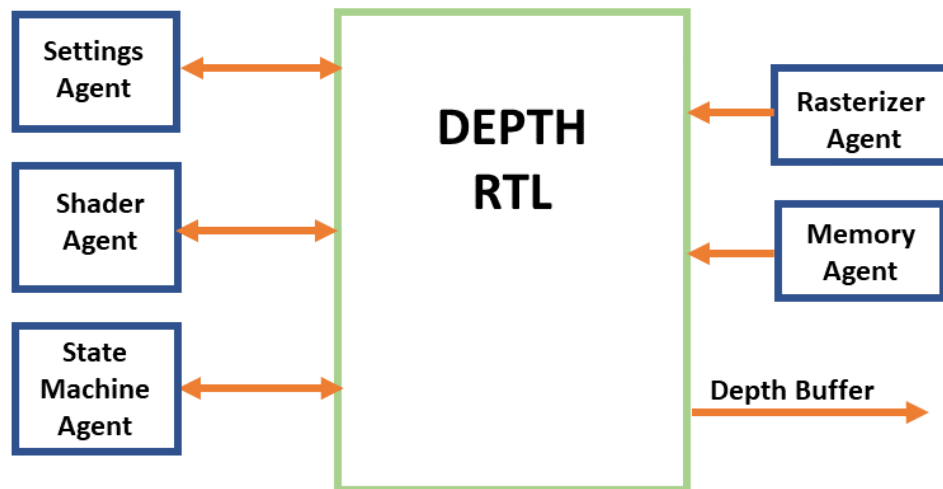 Settings
Agent
Shader
Agent
State
Machine
Agent
DEPTH
RTL
Rasterizer
Agent
Memory
Agent
Depth Buffer